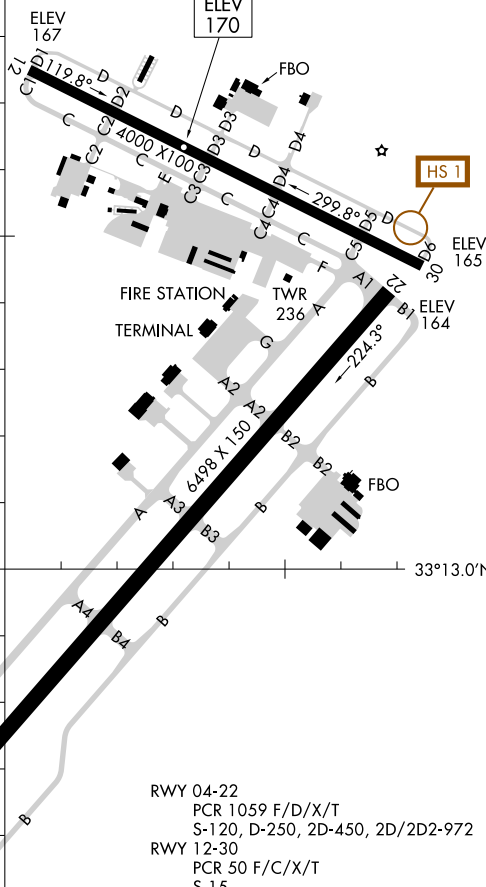 ELEV
170
ELEV
167
FBO
12
D1
119.8°
D
D2
D
D3
C1
C
C2
4000 X100
D3
D
D4
HS 1
C2
C
E
C3
C3
C
D4
299.8°
D5
D
D6
C4
C4
C
C5
30
ELEV
165
F
A1
22
FIRE STATION
TWR
236
A
ELEV
164
B1
TERMINAL
G
224.3°
B
A2
A2
B2
B2
6498 X 150
FBO
A
A3
B3
B
33°13.0'N
A4
B4
B
B
RWY 04-22
PCR 1059 F/D/X/T
S-120, D-250, 2D-450, 2D/2D2-972
RWY 12-30
PCR 50 F/C/X/T
S-15